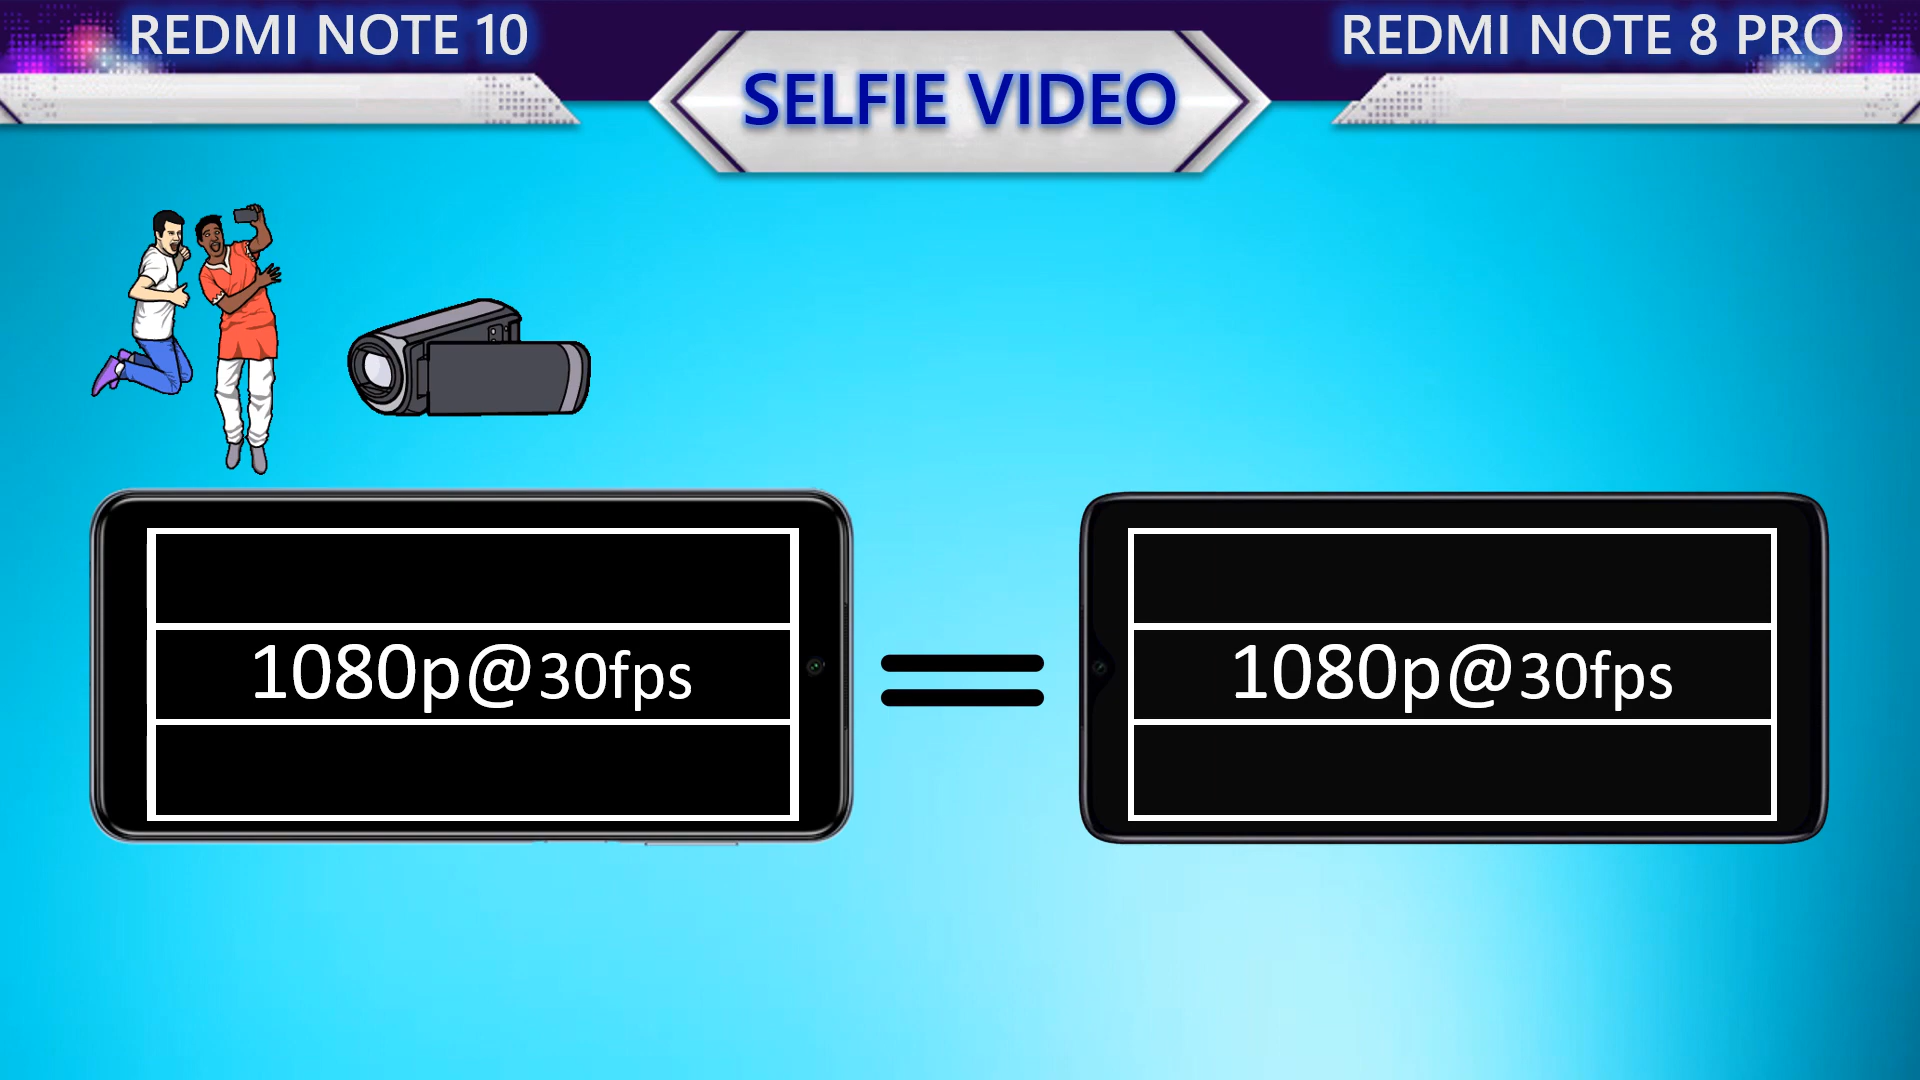 REDMI NOTE 10
REDMI NOTE 8 PRO
SELFIE VIDEO
1080p@30fps
1080p@30fps